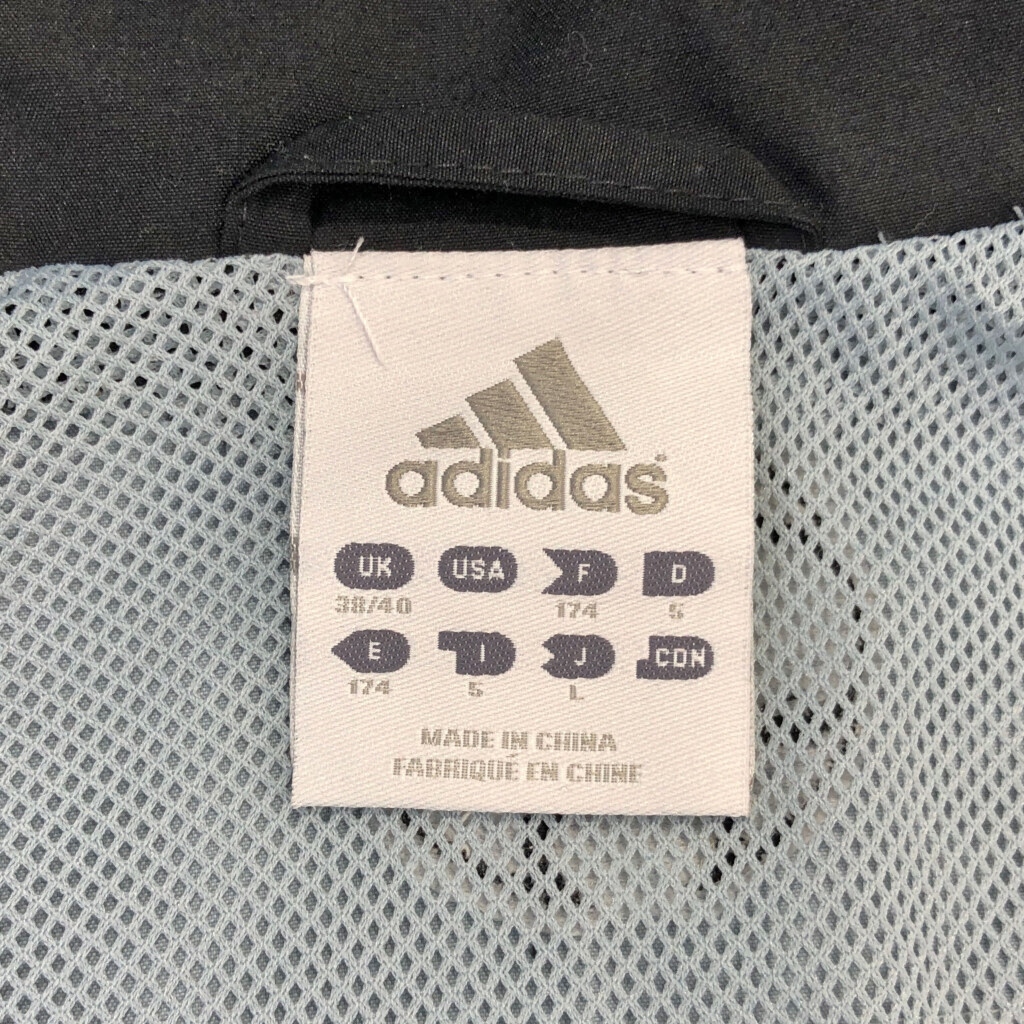 adidas®
UK USA F D
38/40 174 5
E I J CDN
174 5 L
MADE IN CHINA
FABRIQUÉ EN CHINE